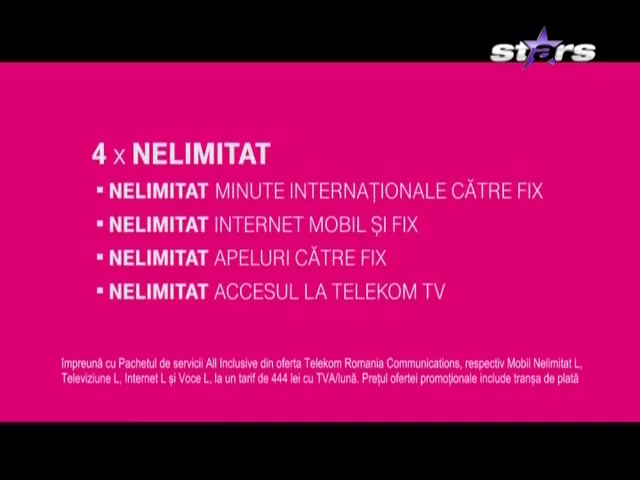 stars
4 x NELIMITAT
▪ NELIMITAT MINUTE INTERNAȚIONALE CĂTRE FIX
▪ NELIMITAT INTERNET MOBIL ȘI FIX
▪ NELIMITAT APELURI CĂTRE FIX
▪ NELIMITAT ACCESUL LA TELEKOM TV
Împreună cu Pachetul de servicii All Inclusive din oferta Telekom Romania Communications, respectiv Mobil Nelimitat L,
Televiziune L, Internet L și Voce L, la un tarif de 444 lei cu TVA/lună. Prețul ofertei promoționale include tranșa de plată